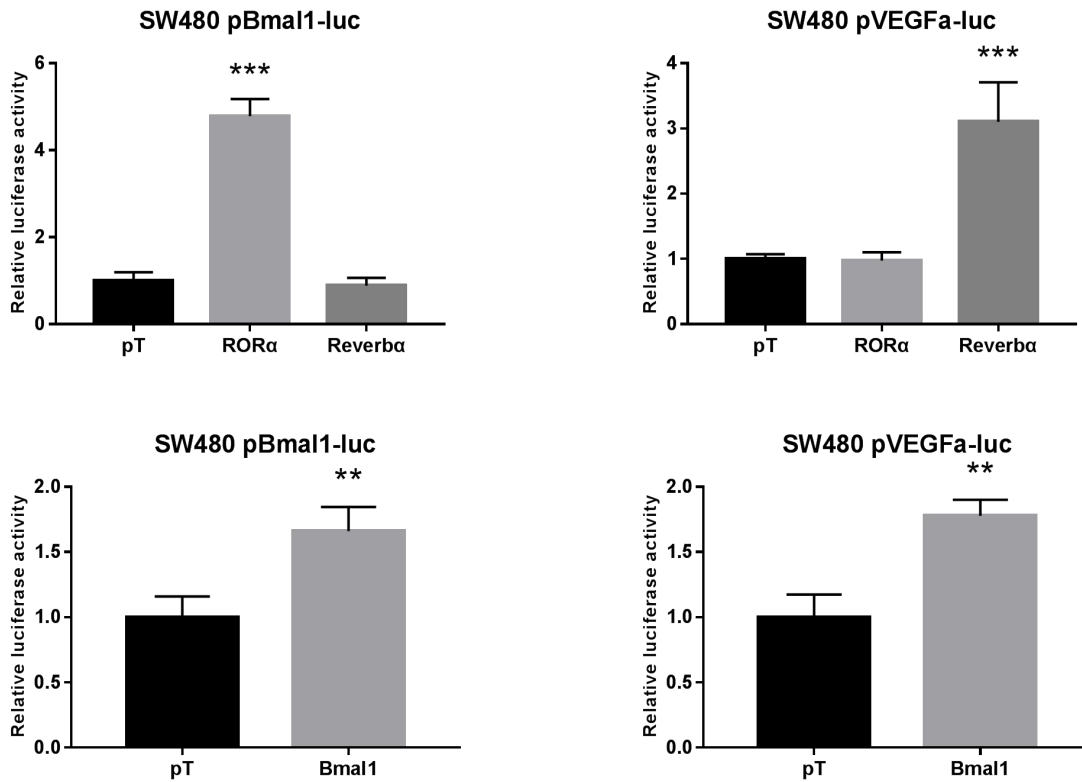 SW480 pBmal1-luc
Relative luciferase activity
6
4
2
0
***
pT
RORα
Reverbα
SW480 pVEGFa-luc
Relative luciferase activity
4
3
2
1
0
***
pT
RORα
Reverbα
SW480 pBmal1-luc
Relative luciferase activity
2.0
1.5
1.0
0.5
0.0
**
pT
Bmal1
SW480 pVEGFa-luc
Relative luciferase activity
2.0
1.5
1.0
0.5
0.0
**
pT
Bmal1